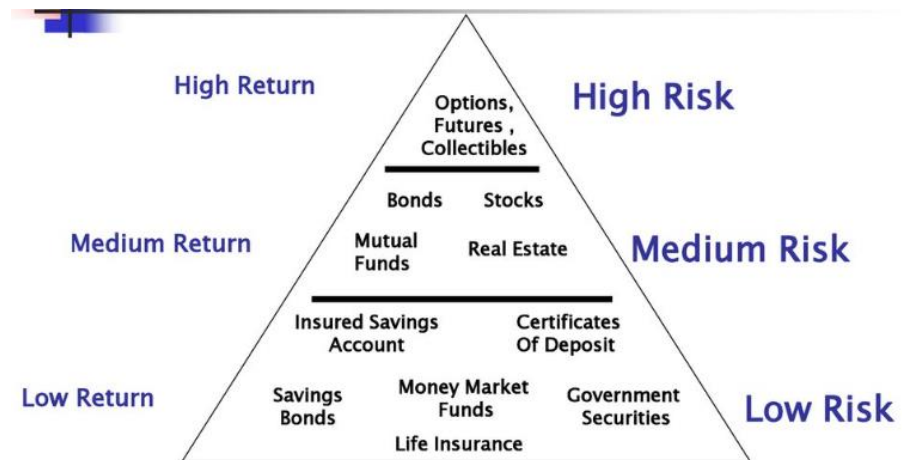 High Return
High Risk
Options,
Futures ,
Collectibles
Bonds Stocks
Medium Return
Mutual
Funds
Real Estate
Medium Risk
Insured Savings
Account
Certificates
Of Deposit
Low Return
Savings
Bonds
Money Market
Funds
Government
Securities
Low Risk
Life Insurance